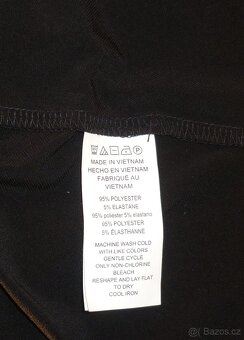 MADE IN VIETNAM
HECHO EN VIETNAM
FABRIQUÉ AU
VIETNAM
95% POLYESTER
5% ELASTANE
95% poliester 5% elastano
95% POLYESTER
5% ÉLASTHANNE
MACHINE WASH COLD
WITH LIKE COLORS
GENTLE CYCLE
ONLY NON-CHLORINE
BLEACH
RESHAPE AND LAY FLAT
TO DRY
COOL IRON
Bazoš.cz